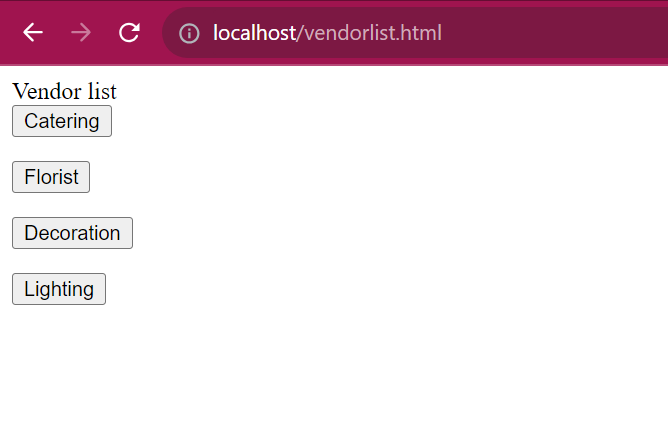 localhost/vendorlist.html
Vendor list
Catering
Florist
Decoration
Lighting